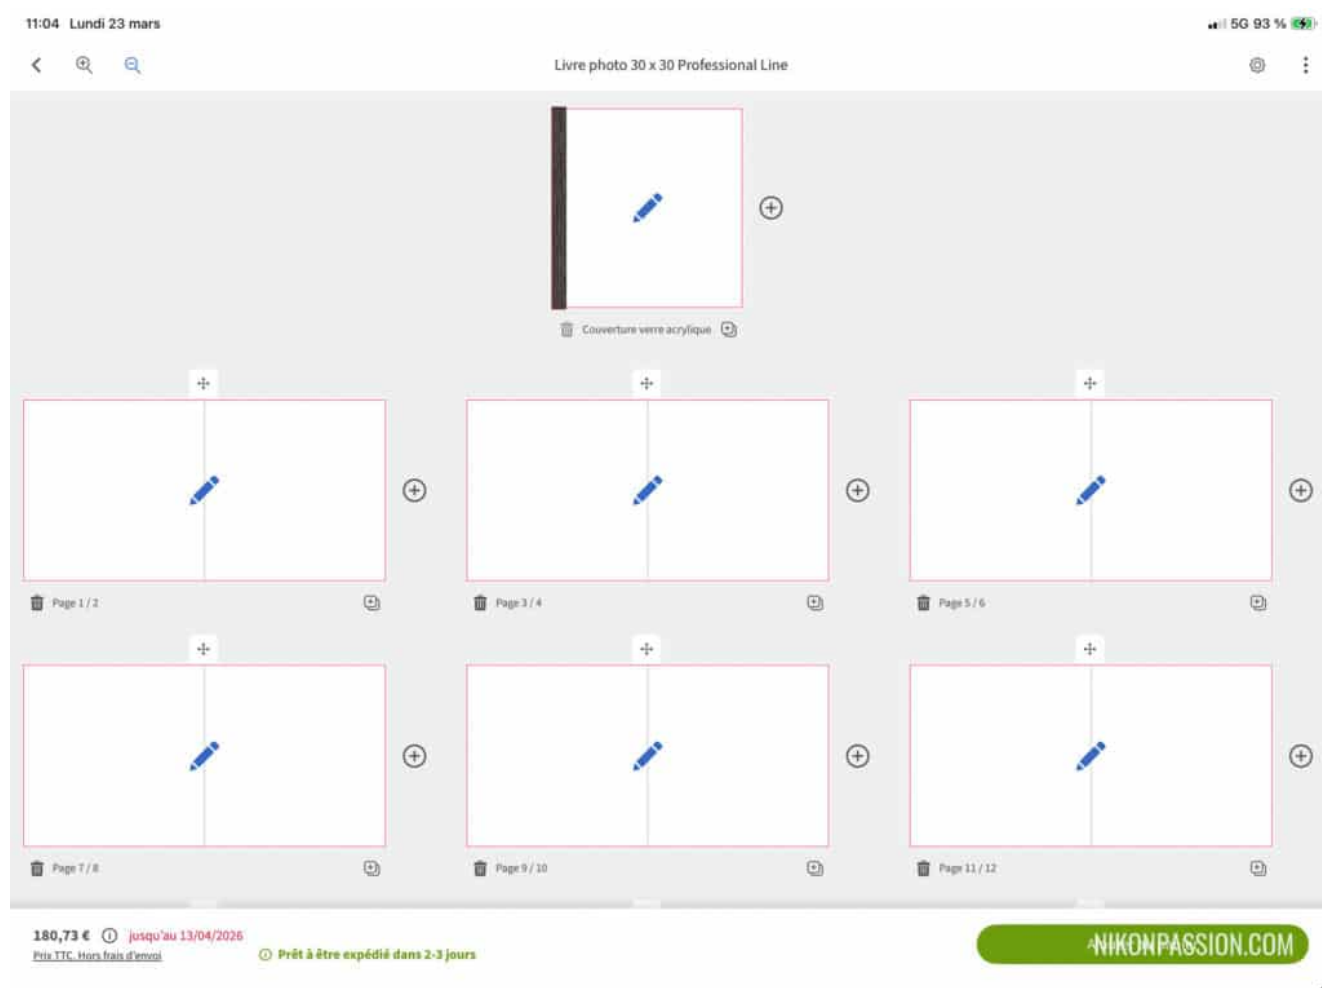 11:04 Lundi 23 mars
5G 93 %
Livre photo 30 x 30 Professional Line
Couverture verre acrylique
Page 1 / 2
Page 3 / 4
Page 5 / 6
Page 7 / 8
Page 9 / 10
Page 11 / 12
180,73 € jusqu'au 13/04/2026
Prix TTC. Hors frais d'envoi
Prêt à être expédié dans 2-3 jours
NIKONPASSION.COM